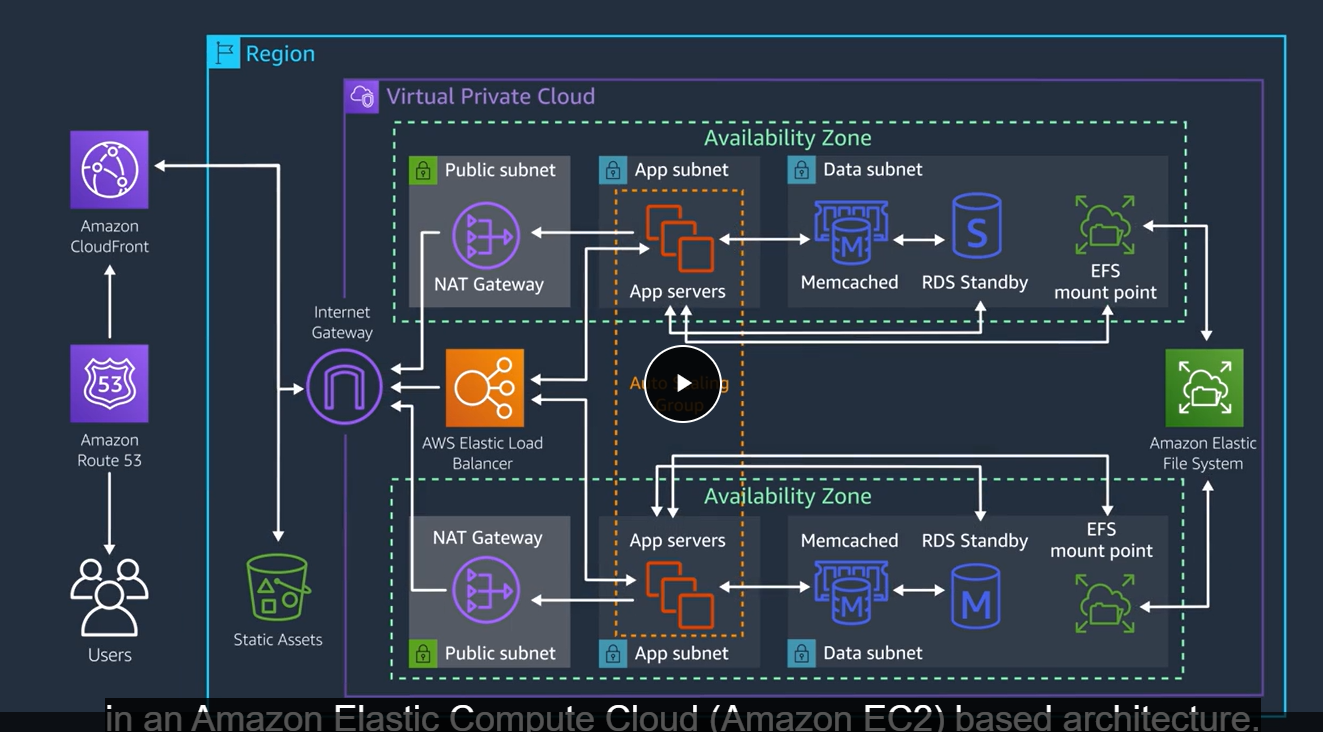 Region
Virtual Private Cloud
Availability Zone
Public subnet
App subnet
Data subnet
S
M
NAT Gateway
App servers
Memcached
RDS Standby
EFS
mount point
Amazon
CloudFront
Internet
Gateway
53
Amazon
Route 53
AWS Elastic Load
Balancer
Auto Scaling
Group
Amazon Elastic
File System
Availability Zone
NAT Gateway
App servers
Memcached
RDS Standby
EFS
mount point
M
M
Static Assets
Users
Public subnet
App subnet
Data subnet
in an Amazon Elastic Compute Cloud (Amazon EC2) based architecture.